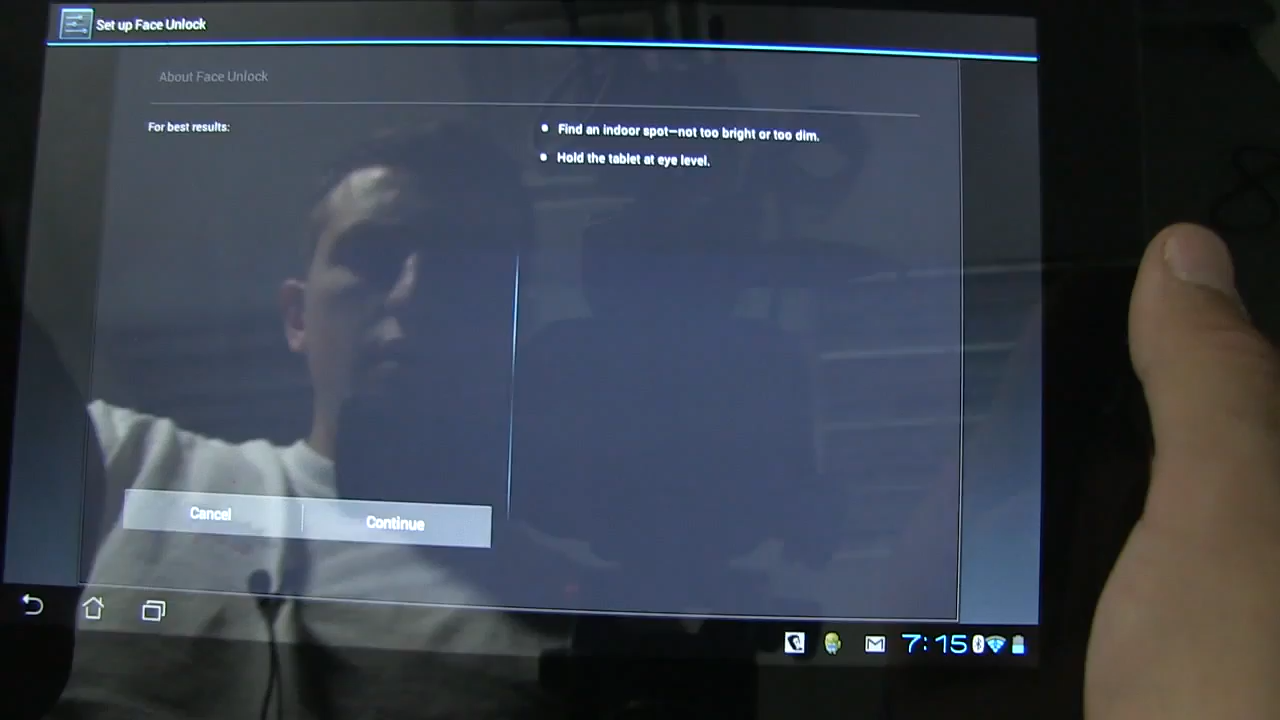 Set up Face Unlock
About Face Unlock
For best results:
Find an indoor spot—not too bright or too dim.
Hold the tablet at eye level.
Cancel
Continue
7:15